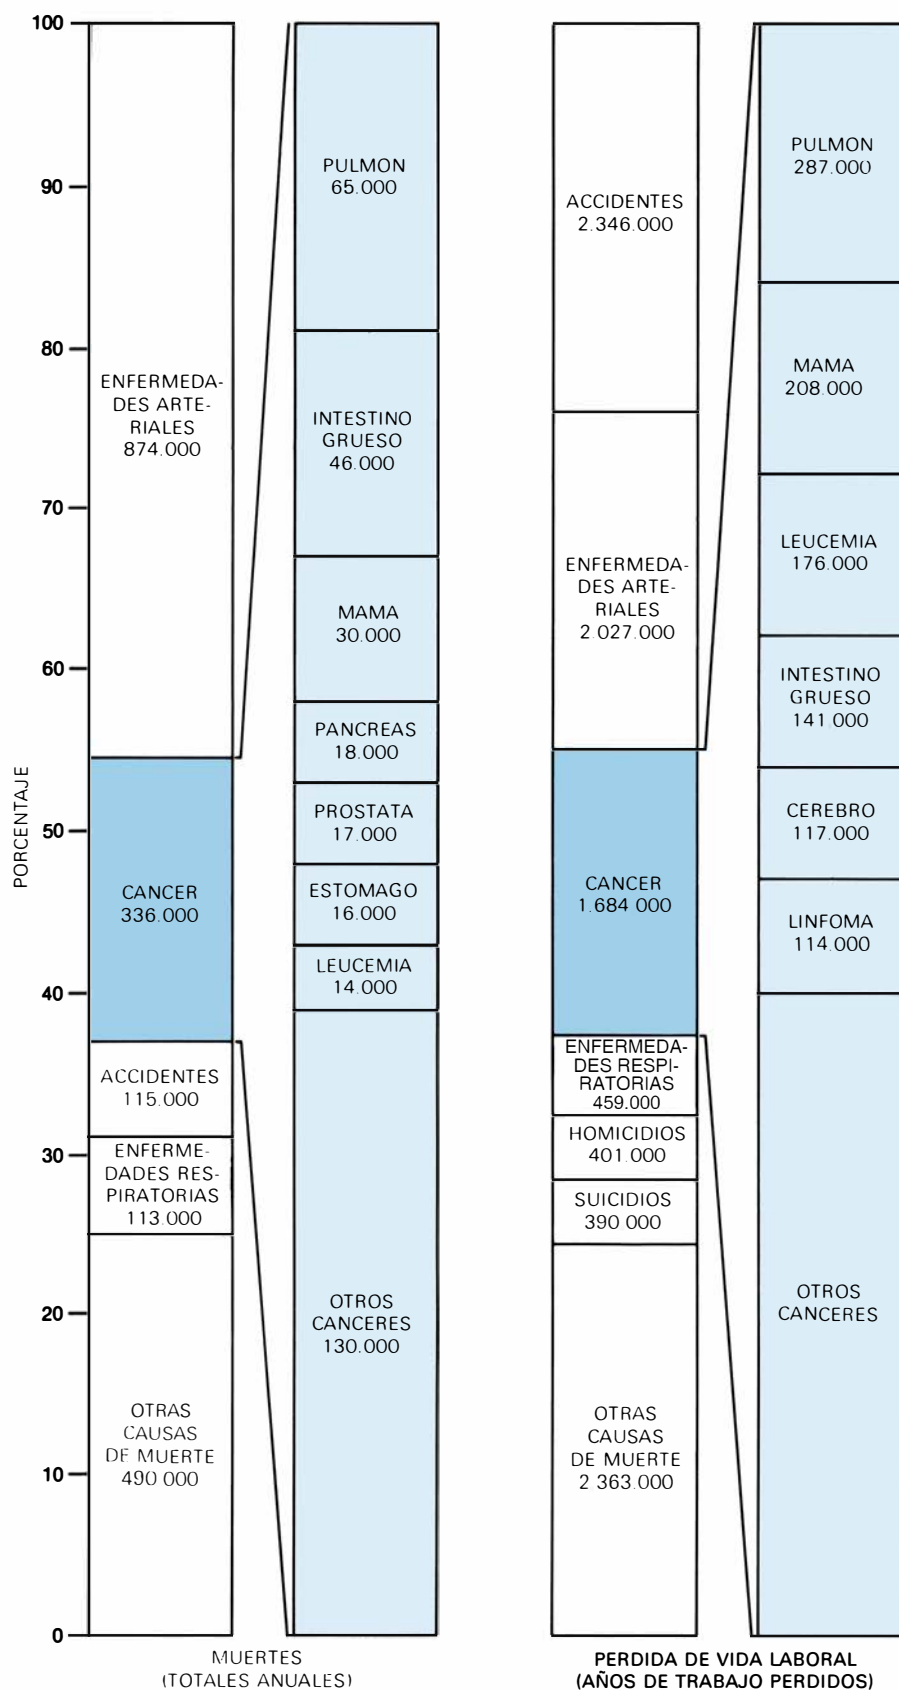 PORCENTAJE
100
90
80
70
60
50
40
30
20
10
0
ENFERMEDA-
DES ARTE-
RIALES
874.000
CANCER
336.000
ACCIDENTES
115.000
ENFERME-
DADES RES-
PIRATORIAS
113.000
OTRAS
CAUSAS
DE MUERTE
490 000
PULMON
65.000
INTESTINO
GRUESO
46.000
MAMA
30.000
PANCREAS
18.000
PROSTATA
17.000
ESTOMAGO
16.000
LEUCEMIA
14.000
OTROS
CANCERES
130.000
MUERTES
(TOTALES ANUALES)
ACCIDENTES
2.346.000
ENFERMEDA-
DES ARTE-
RIALES
2.027.000
CANCER
1.684 000
ENFERMEDA-
DES RESPI-
RATORIAS
459.000
HOMICIDIOS
401.000
SUICIDIOS
390 000
OTRAS
CAUSAS
DE MUERTE
2 363.000
PULMON
287.000
MAMA
208.000
LEUCEMIA
176.000
INTESTINO
GRUESO
141.000
CEREBRO
117.000
LINFOMA
114.000
OTROS
CANCERES
PERDIDA DE VIDA LABORAL
(AÑOS DE TRABAJO PERDIDOS)